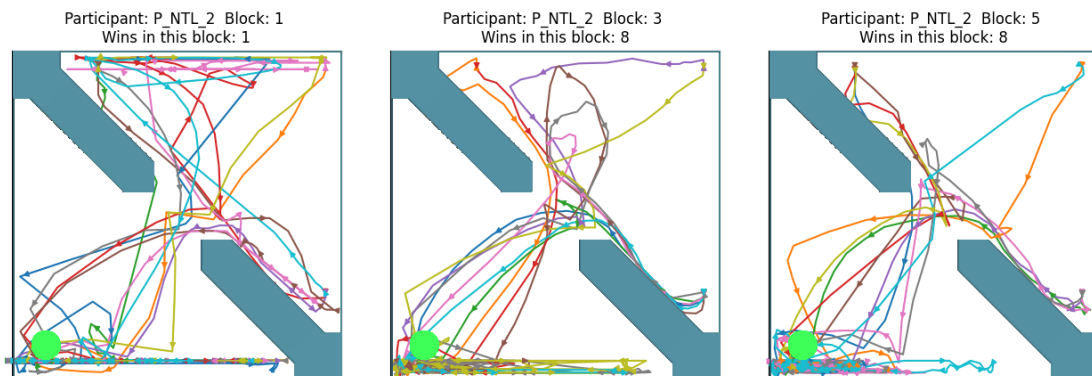 Participant: P_NTL_2  Block: 1
Wins in this block: 1
Participant: P_NTL_2  Block: 3
Wins in this block: 8
Participant: P_NTL_2  Block: 5
Wins in this block: 8